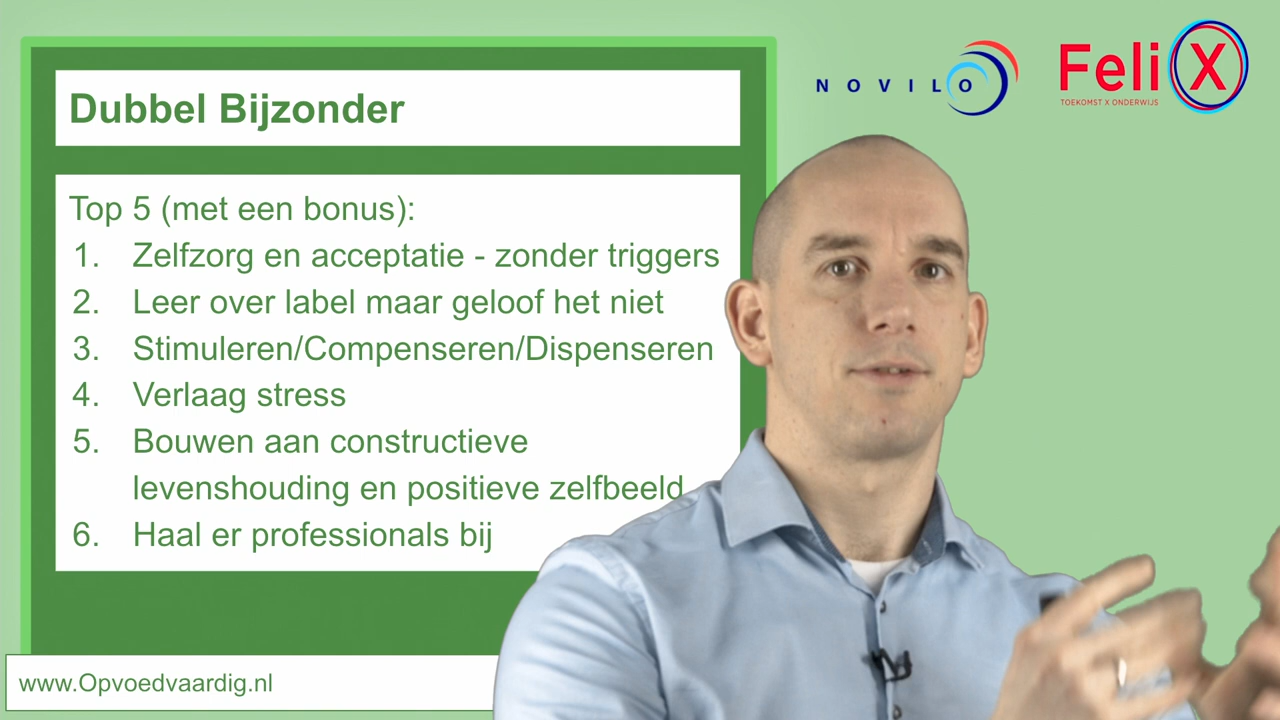 Dubbel Bijzonder
Top 5 (met een bonus):
1. Zelfzorg en acceptatie - zonder triggers
2. Leer over label maar geloof het niet
3. Stimuleren/Compenseren/Dispenseren
4. Verlaag stress
5. Bouwen aan constructieve
levenshouding en positieve zelfbeeld
6. Haal er professionals bij
www.Opvoedvaardig.nl
NOVILO
FeliX
TOEKOMST X ONDERWIJS